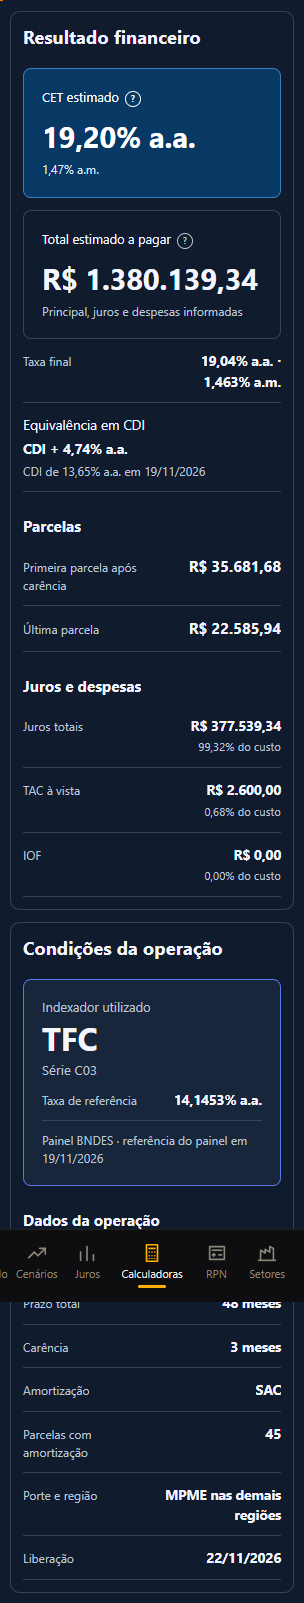 Resultado financeiro
CET estimado ?
19,20% a.a.
1,47% a.m.
Total estimado a pagar ?
R$ 1.380.139,34
Principal, juros e despesas informadas
Taxa final
19,04% a.a. ·
1,463% a.m.
Equivalência em CDI
CDI + 4,74% a.a.
CDI de 13,65% a.a. em 19/11/2026
Parcelas
Primeira parcela após
carência
R$ 35.681,68
Última parcela
R$ 22.585,94
Juros e despesas
Juros totais
R$ 377.539,34
99,32% do custo
TAC à vista
R$ 2.600,00
0,68% do custo
IOF
R$ 0,00
0,00% do custo
Condições da operação
Indexador utilizado
TFC
Série C03
Taxa de referência
14,1453% a.a.
Painel BNDES · referência do painel em
19/11/2026
Dados da operação
lo
Cenários
Juros
Calculadoras
RPN
Setores
Prazo total
48 meses
Carência
3 meses
Amortização
SAC
Parcelas com
amortização
45
Porte e região
MPME nas demais
regiões
Liberação
22/11/2026